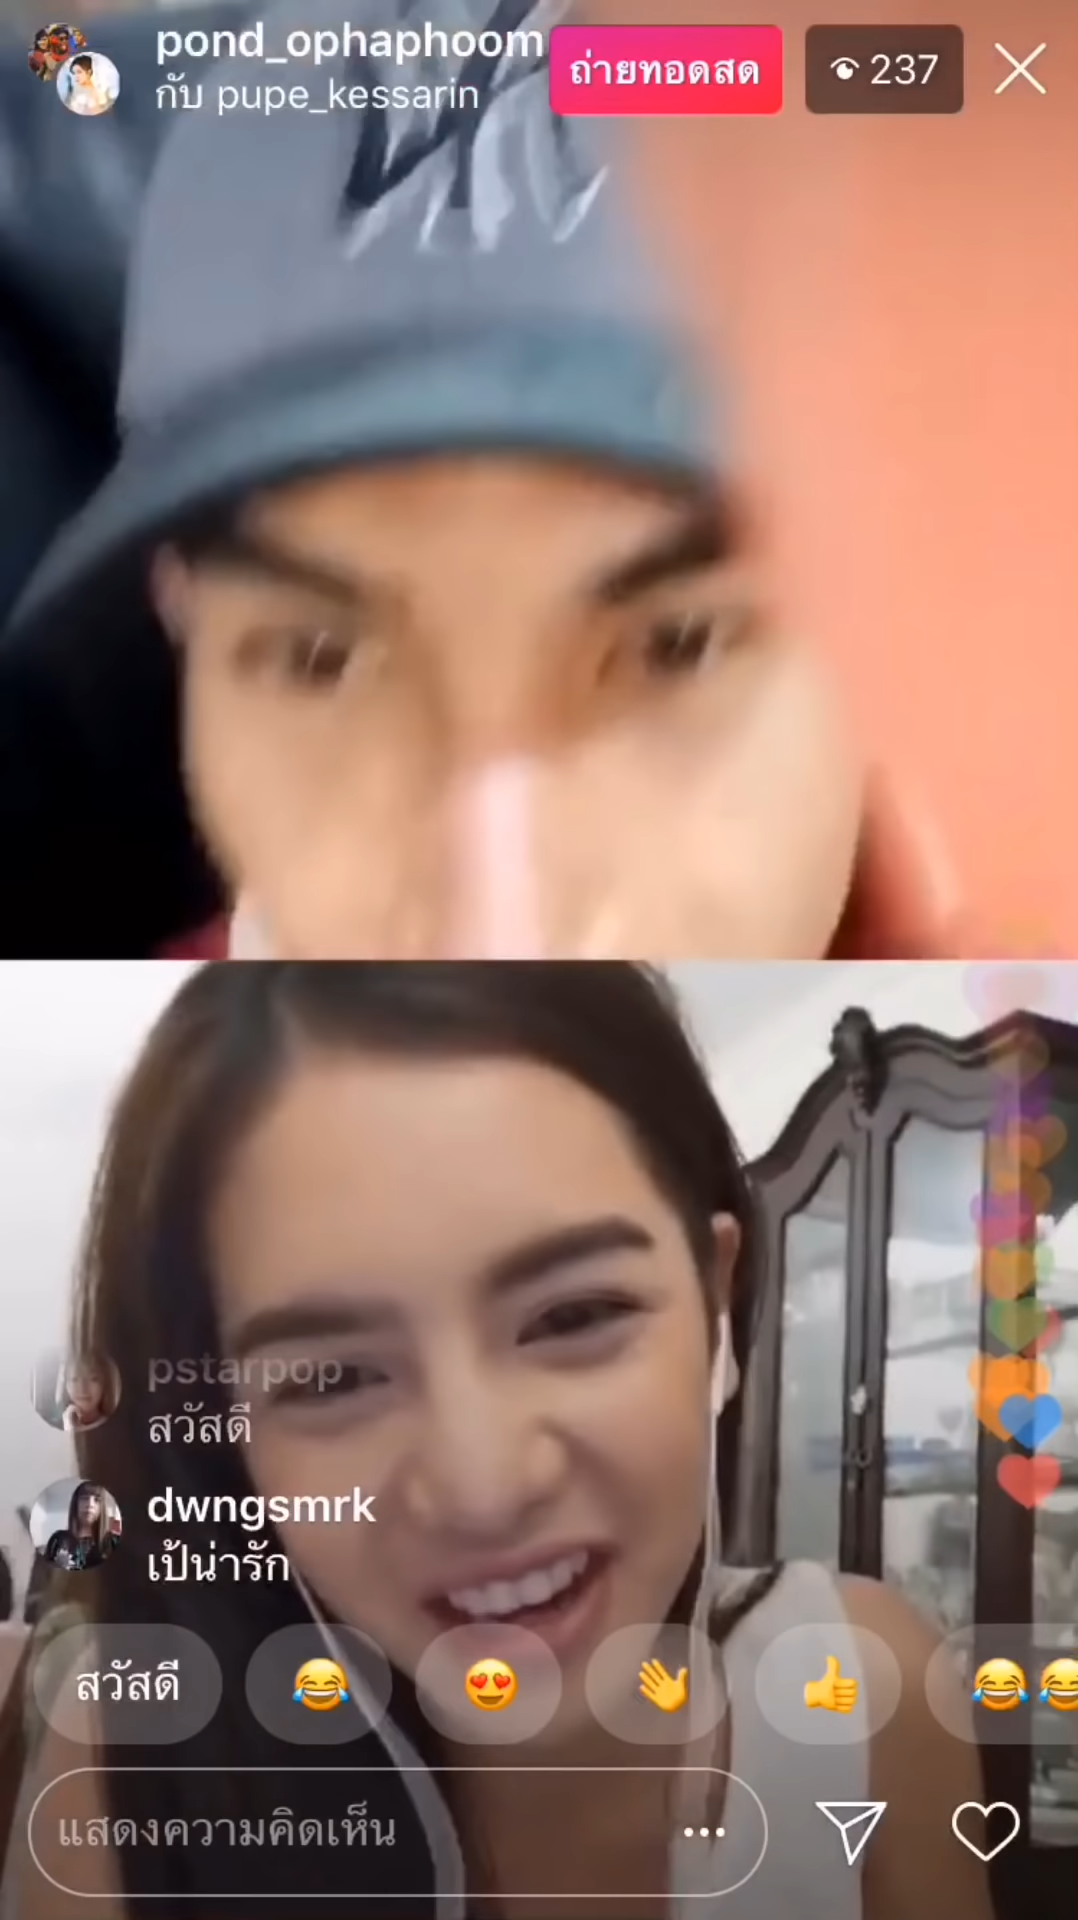 pond_ophaphoom
กับ pupe_kessarin
ถ่ายทอดสด
237
pstarpop
สวัสดี
dwngsmrk
เป้น่ารัก
สวัสดี
แสดงความคิดเห็น